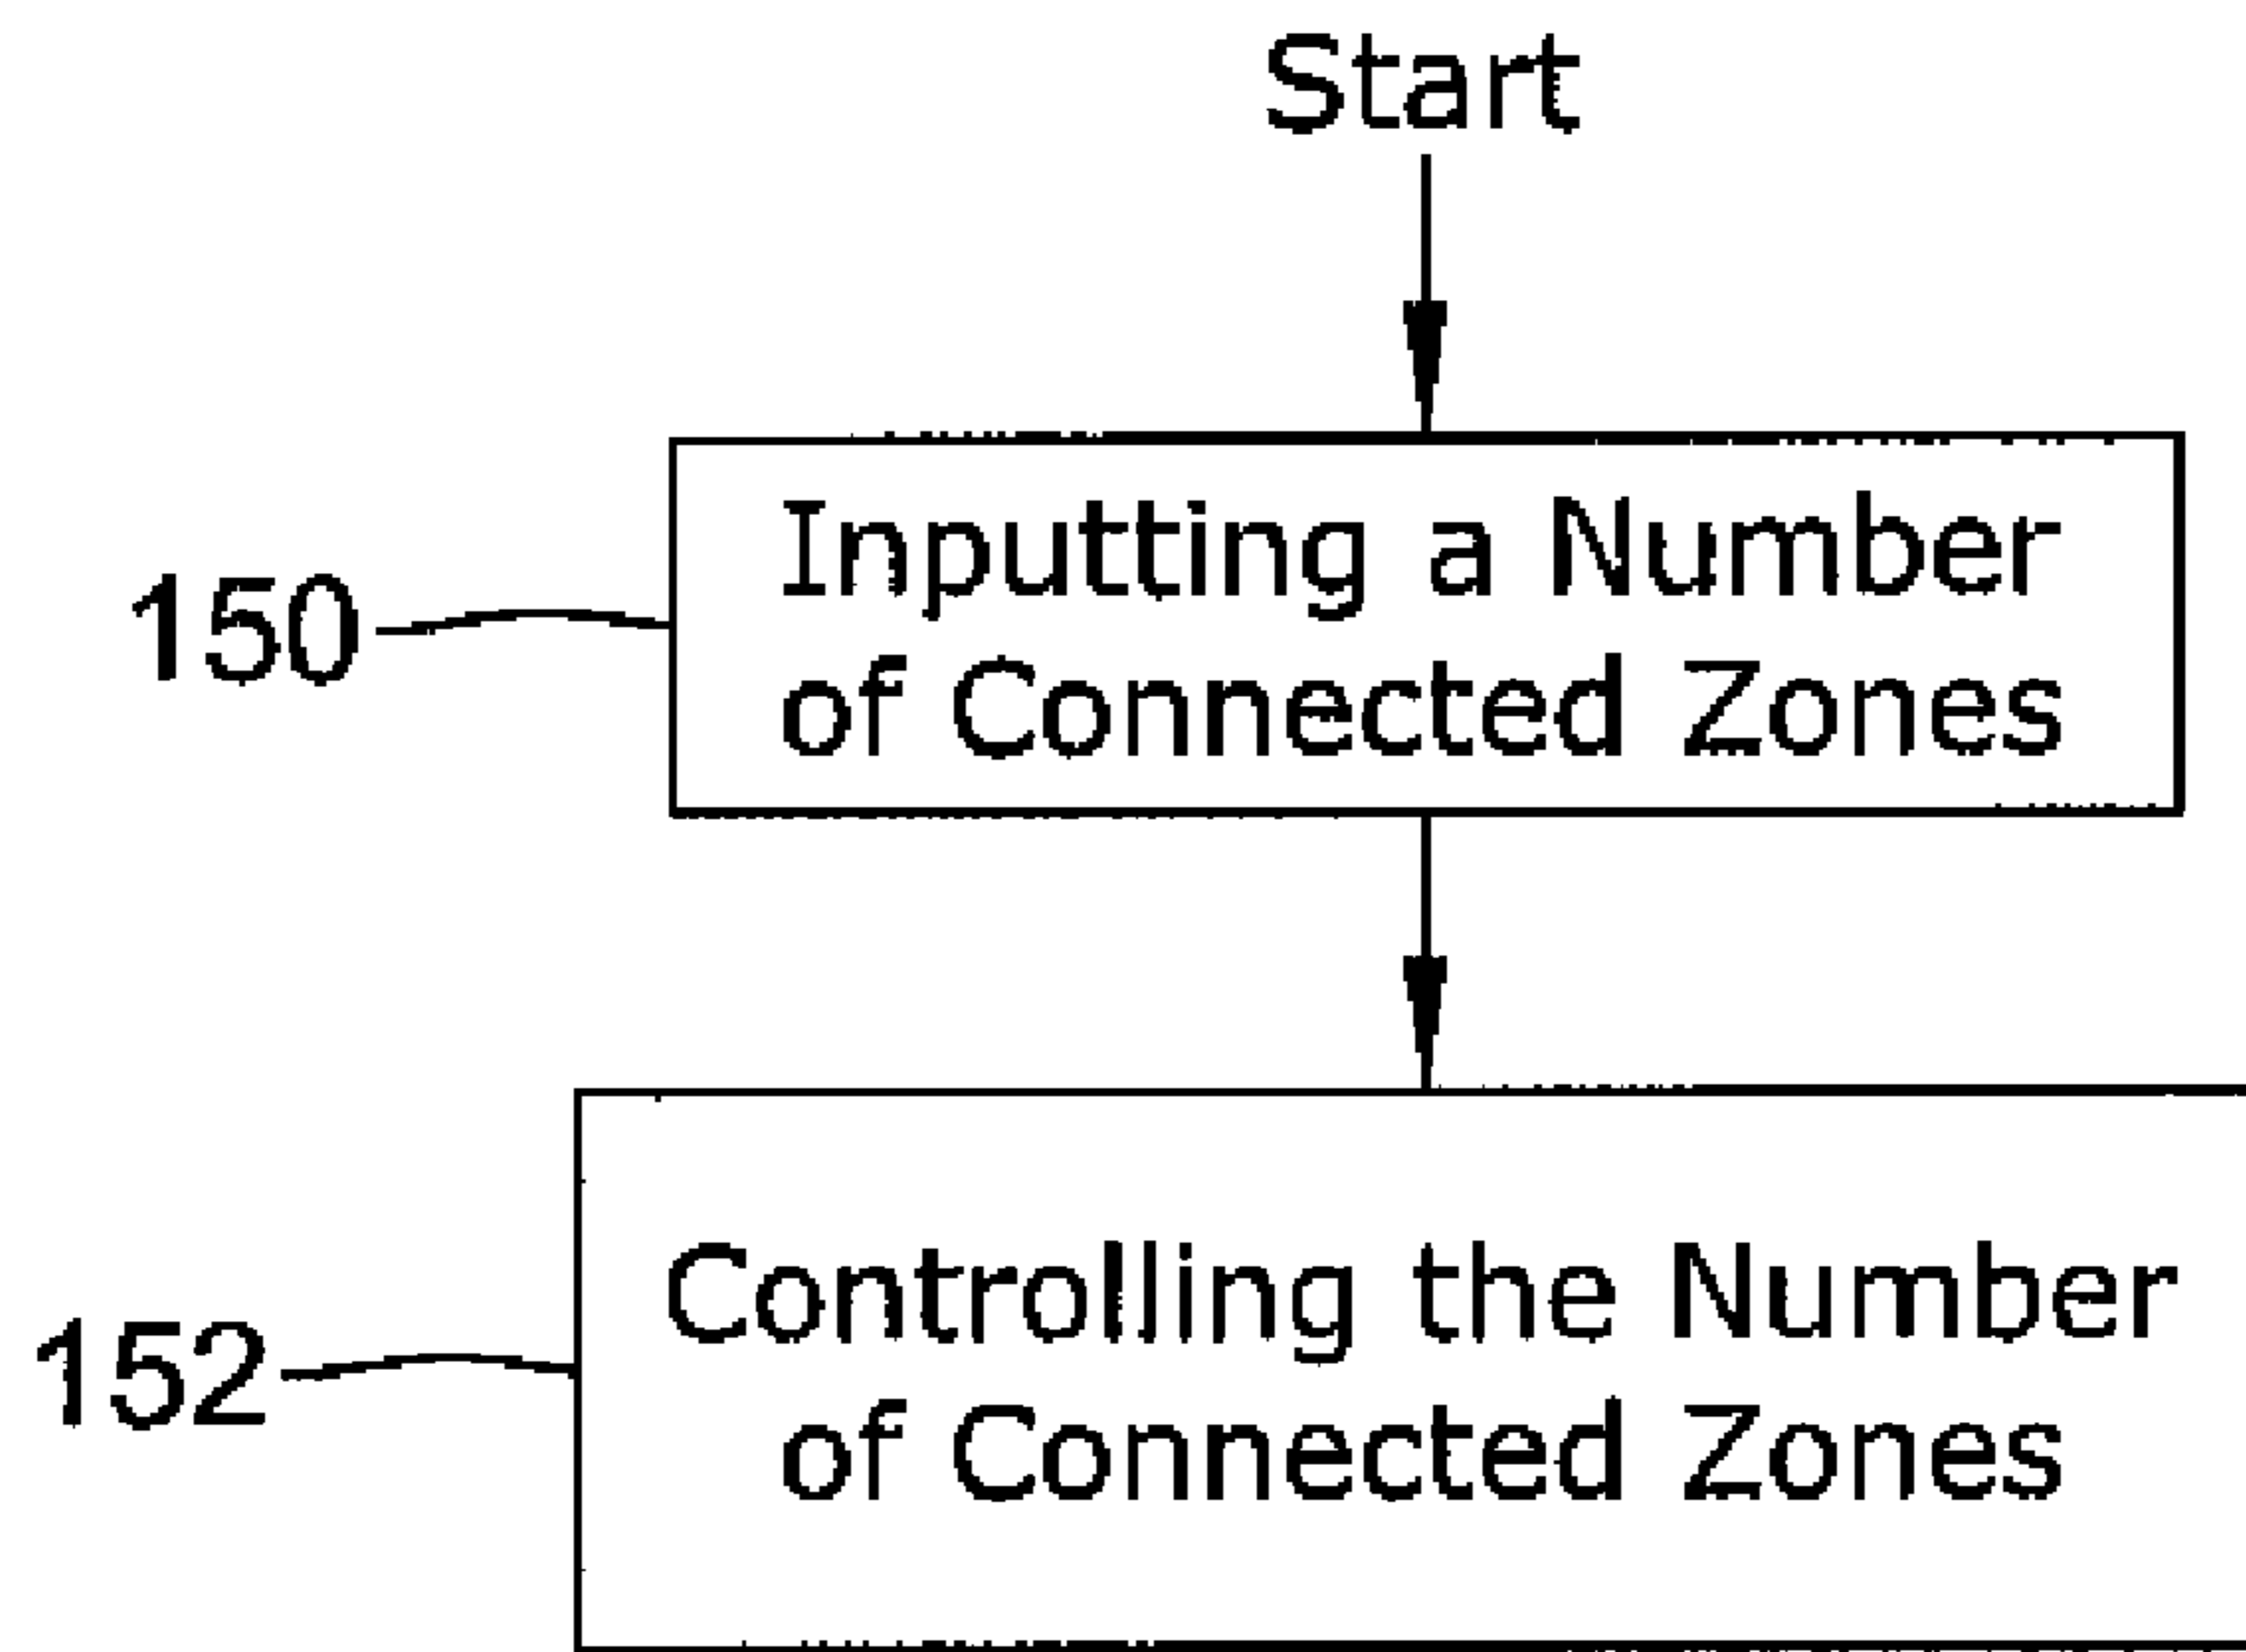 Start
150
Inputting a Number
of Connected Zones
152
Controlling the Number
of Connected Zones